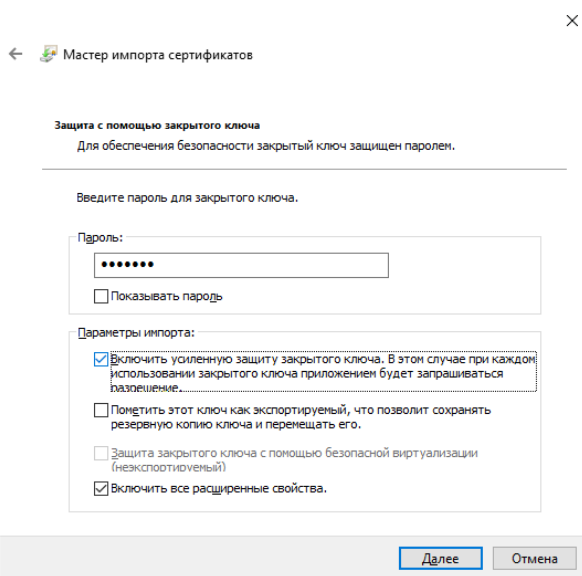 Мастер импорта сертификатов
Защита с помощью закрытого ключа
Для обеспечения безопасности закрытый ключ защищен паролем.
Введите пароль для закрытого ключа.
Пароль:
•••••••
Показывать пароль
Параметры импорта:
Включить усиленную защиту закрытого ключа. В этом случае при каждом
использовании закрытого ключа приложением будет запрашиваться
разрешение.
Пометить этот ключ как экспортируемый, что позволит сохранять
резервную копию ключа и перемещать его.
Защита закрытого ключа с помощью безопасной виртуализации
(неэкспортируемый)
Включить все расширенные свойства.
Далее
Отмена